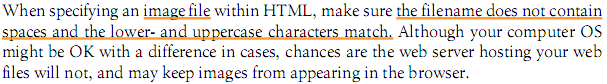 When specifying an image file within HTML, make sure the filename does not contain
spaces and the lower- and uppercase characters match. Although your computer OS
might be OK with a difference in cases, chances are the web server hosting your web
files will not, and may keep images from appearing in the browser.